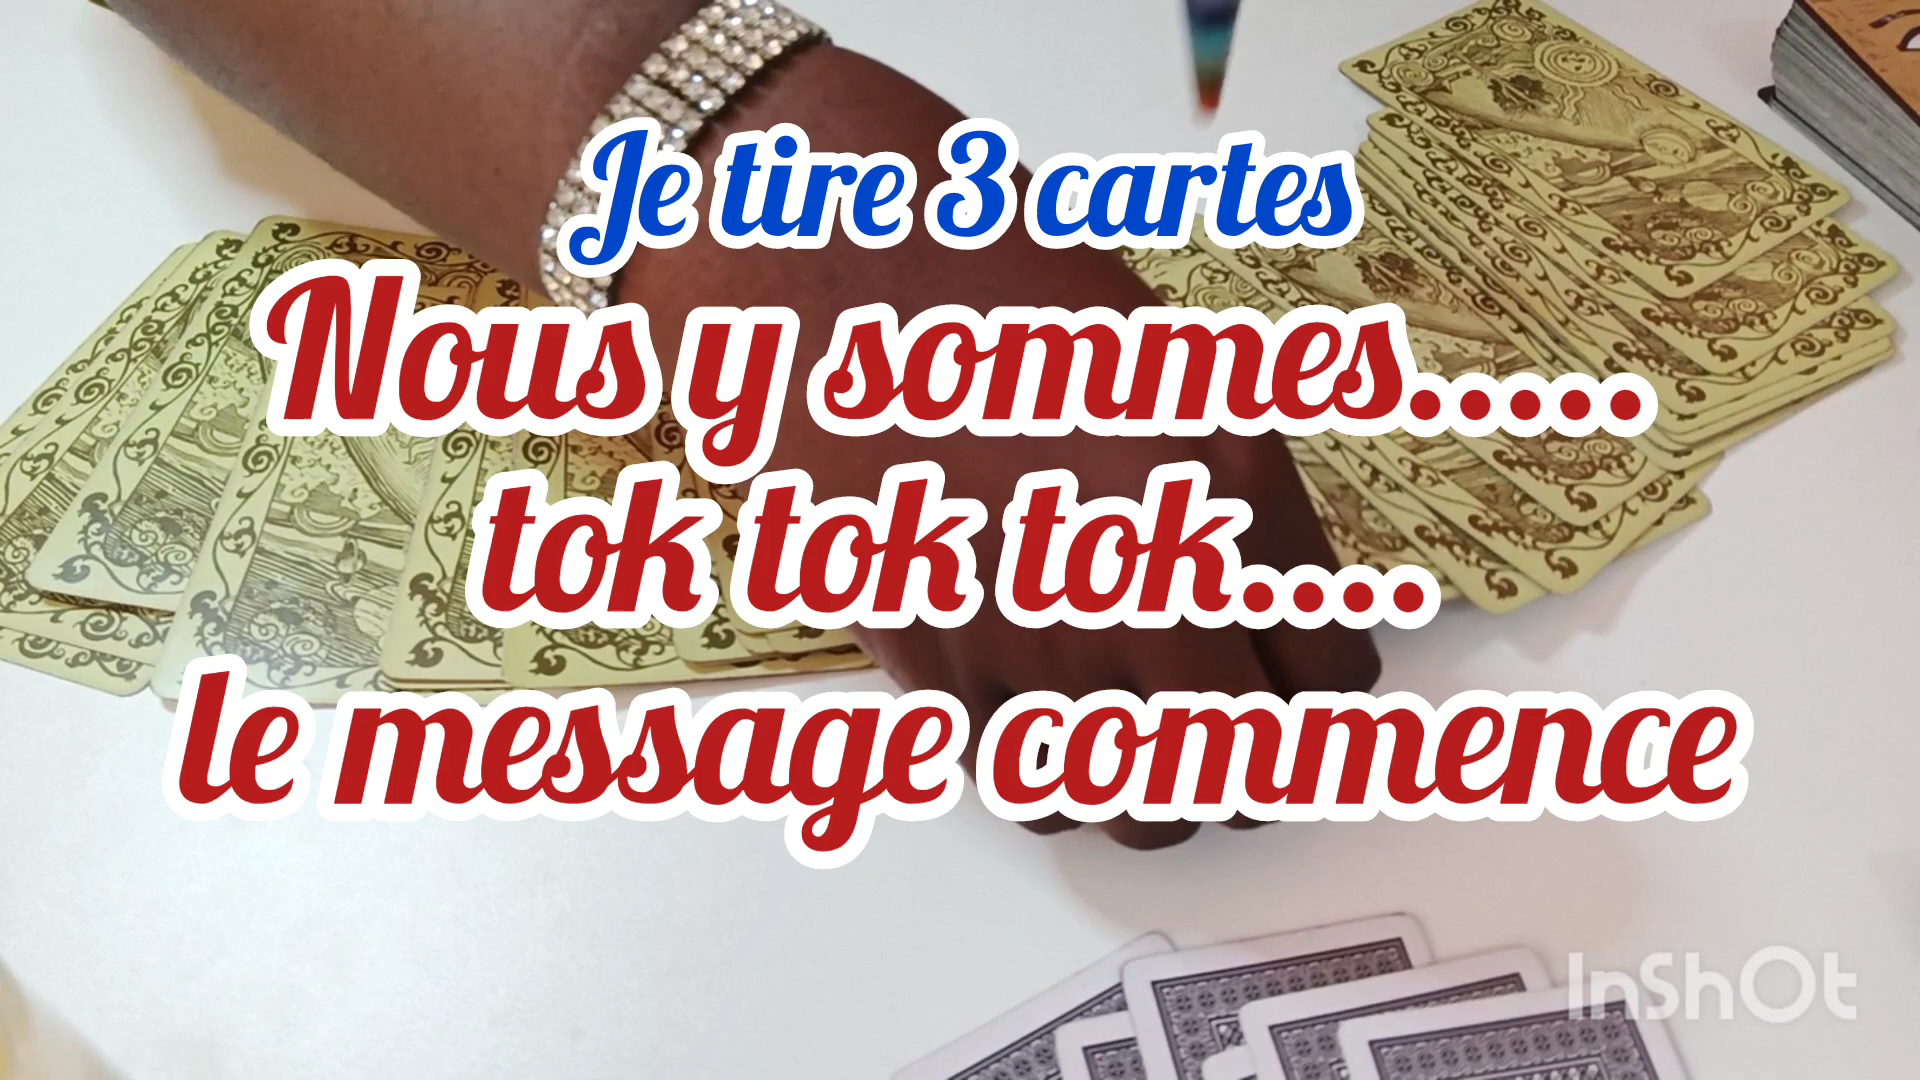 Je tire 3 cartes
Nous y sommes.....
tok tok tok....
le message commence
InShOt